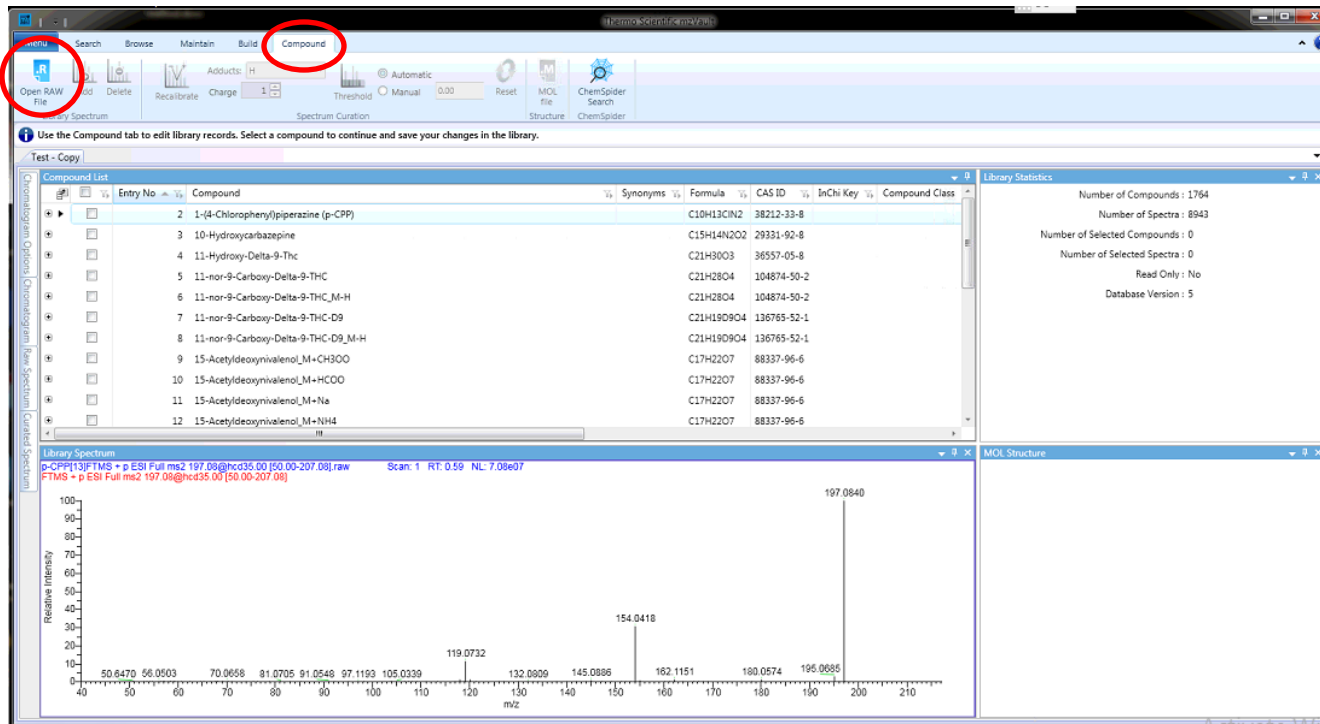 Thermo Scientific mzVault
Menu Search Browse Maintain Build Compound
Open RAW File
Add
Delete
Recalibrate
Adducts: H
Charge 1
Threshold
Automatic
Manual 0.00
Reset
MOL file
ChemSpider Search
Library Spectrum
Spectrum Curation
Structure
ChemSpider
Use the Compound tab to edit library records. Select a compound to continue and save your changes in the library.
Test - Copy
Chromatogram Options
Chromatogram
Raw Spectrum
Curated Spectrum
Compound List
Entry No Compound Synonyms Formula CAS ID InChi Key Compound Class
2 1-(4-Chlorophenyl)piperazine (p-CPP) C10H13ClN2 38212-33-8
3 10-Hydroxycarbazepine C15H14N2O2 29331-92-8
4 11-Hydroxy-Delta-9-Thc C21H30O3 36557-05-8
5 11-nor-9-Carboxy-Delta-9-THC C21H28O4 104874-50-2
6 11-nor-9-Carboxy-Delta-9-THC_M-H C21H28O4 104874-50-2
7 11-nor-9-Carboxy-Delta-9-THC-D9 C21H19D9O4 136765-52-1
8 11-nor-9-Carboxy-Delta-9-THC-D9_M-H C21H19D9O4 136765-52-1
9 15-Acetyldeoxynivalenol_M+CH3OO C17H22O7 88337-96-6
10 15-Acetyldeoxynivalenol_M+HCOO C17H22O7 88337-96-6
11 15-Acetyldeoxynivalenol_M+Na C17H22O7 88337-96-6
12 15-Acetyldeoxynivalenol_M+NH4 C17H22O7 88337-96-6
Library Statistics
Number of Compounds : 1764
Number of Spectra : 8943
Number of Selected Compounds : 0
Number of Selected Spectra : 0
Read Only : No
Database Version : 5
Library Spectrum
p-CPP[13]FTMS + p ESI Full ms2 197.08@hcd35.00 [50.00-207.08].raw Scan: 1 RT: 0.59 NL: 7.08e07
FTMS + p ESI Full ms2 197.08@hcd35.00 [50.00-207.08]
Relative Intensity
100
90
80
70
60
50
40
30
20
10
0
197.0840
154.0418
119.0732
50.6470 56.0503 70.0658 81.0705 91.0548 97.1193 105.0339 132.0809 145.0886 162.1151 180.0574 195.0685
40 50 60 70 80 90 100 110 120 130 140 150 160 170 180 190 200 210
m/z
MOL Structure